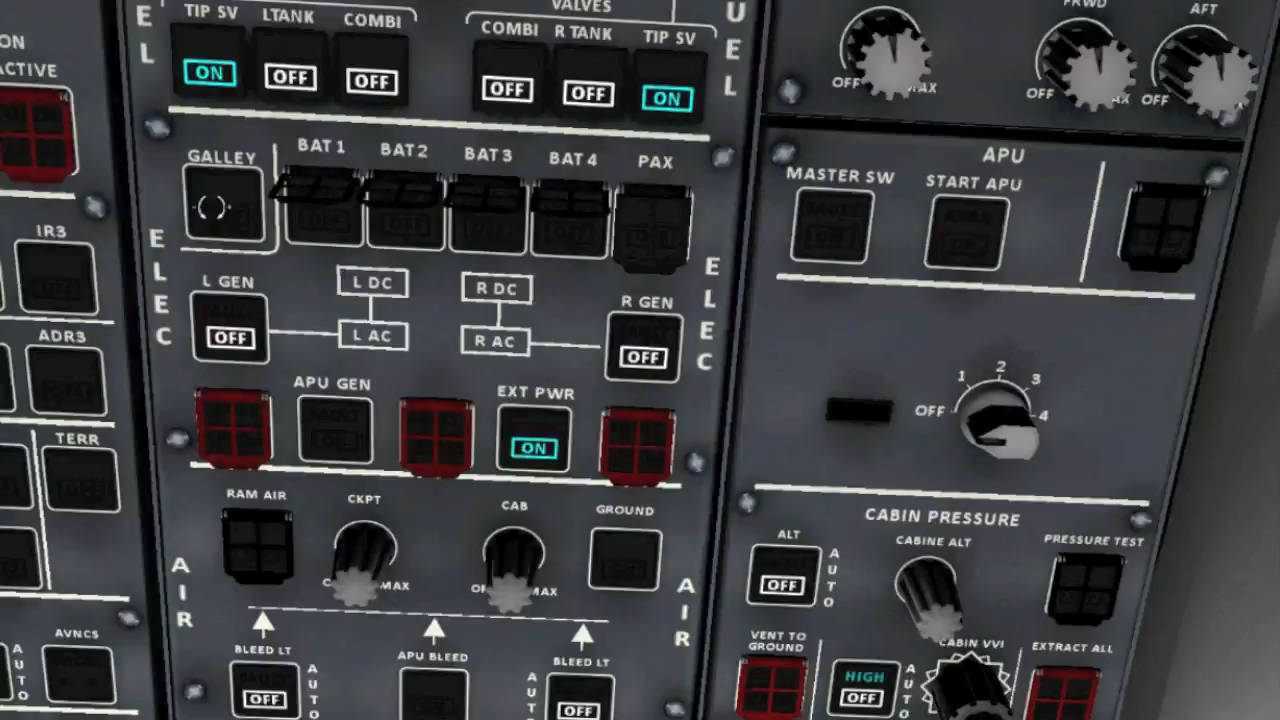 VALVES
TIP SV LTANK COMBI
COMBI R TANK TIP SV
ON OFF OFF
OFF OFF ON
E
L
U
E
L
ON
ACTIVE
IR3
ADR3
TERR
AVNCS
AUTO
GALLEY
BAT 1 BAT 2 BAT 3 BAT 4 PAX
ELEC
ELEC
L GEN
OFF
L DC
L AC
R DC
R AC
R GEN
OFF
APU GEN
EXT PWR
ON
RAM AIR
CKPT
MAX
CAB
GROUND
AIR
AIR
BLEED LT
OFF
AUTO
APU BLEED
BLEED LT
AUTO
OFF
FRWD
AFT
OFF
OFF
OFF
APU
MASTER SW
START APU
OFF 1 2 3 4
CABIN PRESSURE
ALT
OFF
AUTO
CABINE ALT
PRESSURE TEST
VENT TO
GROUND
HIGH
OFF
AUTO
CABIN VVI
EXTRACT ALL